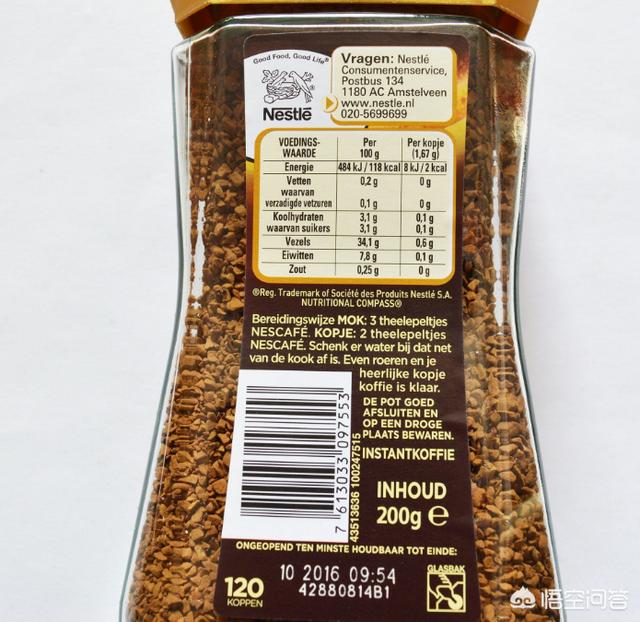 Good Food, Good Life®
Nestlé
Vragen: Nestlé
Consumentenservice,
Postbus 134
1180 AC Amstelveen
www.nestle.nl
020-5699699
VOEDINGS-WAARDE Per 100 g Per kopje (1,67 g)
Energie 484 kJ / 118 kcal 8 kJ / 2 kcal
Vetten 0,2 g 0 g
waarvan
verzadigde vetzuren 0,1 g 0 g
Koolhydraten 3,1 g 0,1 g
waarvan suikers 3,1 g 0,1 g
Vezels 34,1 g 0,6 g
Eiwitten 7,8 g 0,1 g
Zout 0,25 g 0 g
®Reg. Trademark of Société des Produits Nestlé S.A.
NUTRITIONAL COMPASS®
Bereidingswijze MOK: 3 theelepeltjes
NESCAFÉ. KOPJE: 2 theelepeltjes
NESCAFÉ. Schenk er water bij dat net
van de kook af is. Even roeren en je
heerlijke kopje
koffie is klaar.
DE POT GOED
AFSLUITEN EN
OP EEN DROGE
PLAATS BEWAREN.
INSTANTKOFFIE
INHOUD
200g e
7 613033 097553
43513636 100247515
ONGEOPEND TEN MINSTE HOUDBAAR TOT EINDE:
10 2016 09:54
42880814B1
120
KOPPEN
GLASBAK
悟空问答